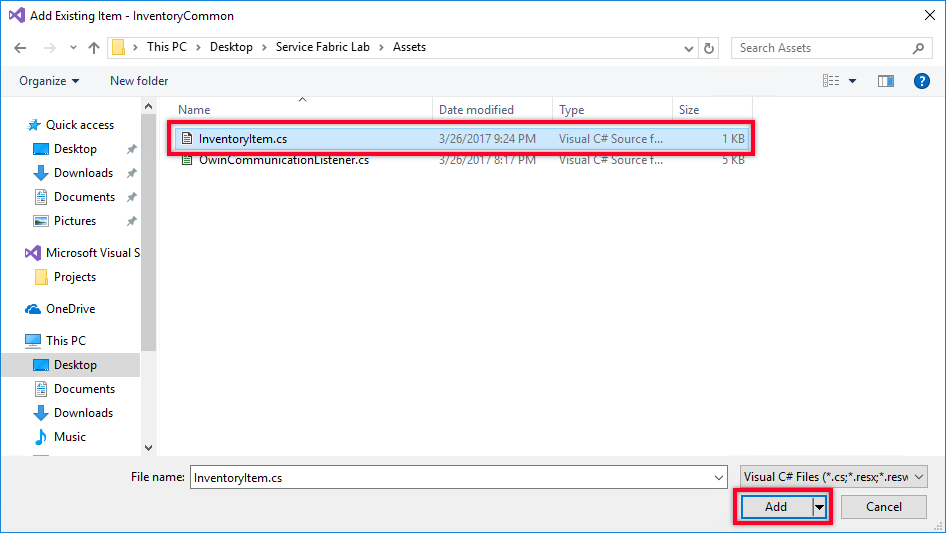 Add Existing Item - InventoryCommon
This PC > Desktop > Service Fabric Lab > Assets
Search Assets
Organize
New folder
Name
Date modified
Type
Size
InventoryItem.cs 3/26/2017 9:24 PM Visual C# Source f... 1 KB
OwinCommunicationListener.cs 3/26/2017 8:17 PM Visual C# Source f... 5 KB
Quick access
Desktop
Downloads
Documents
Pictures
Microsoft Visual S
Projects
OneDrive
This PC
Desktop
Documents
Downloads
Music
File name: InventoryItem.cs
Visual C# Files (*.cs;*.resx;*.resw
Add
Cancel